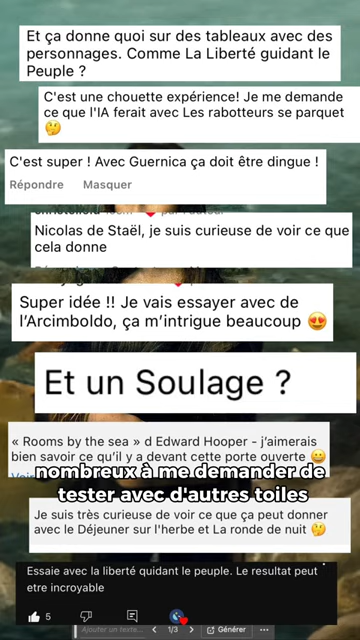 Et ça donne quoi sur des tableaux avec des
personnages. Comme La Liberté guidant le
Peuple ?
C'est une chouette expérience! Je me demande
ce que l'IA ferait avec Les rabotteurs se parquet
🤔
C'est super ! Avec Guernica ça doit être dingue !
Répondre Masquer
Nicolas de Staël, je suis curieuse de voir ce que
cela donne
Super idée !! Je vais essayer avec de
l'Arcimboldo, ça m'intrigue beaucoup 😍
Et un Soulage ?
« Rooms by the sea » d Edward Hooper - j'aimerais
bien savoir ce qu'il y a devant cette porte ouverte 😀
nombreux à me demander de
tester avec d'autres toiles
Je suis très curieuse de voir ce que ça peut donner
avec le Déjeuner sur l'herbe et La ronde de nuit 🤔
Essaie avec la liberté quidant le peuple. Le resultat peut
etre incroyable
5
Ajouter un texte...
1/3
Générer